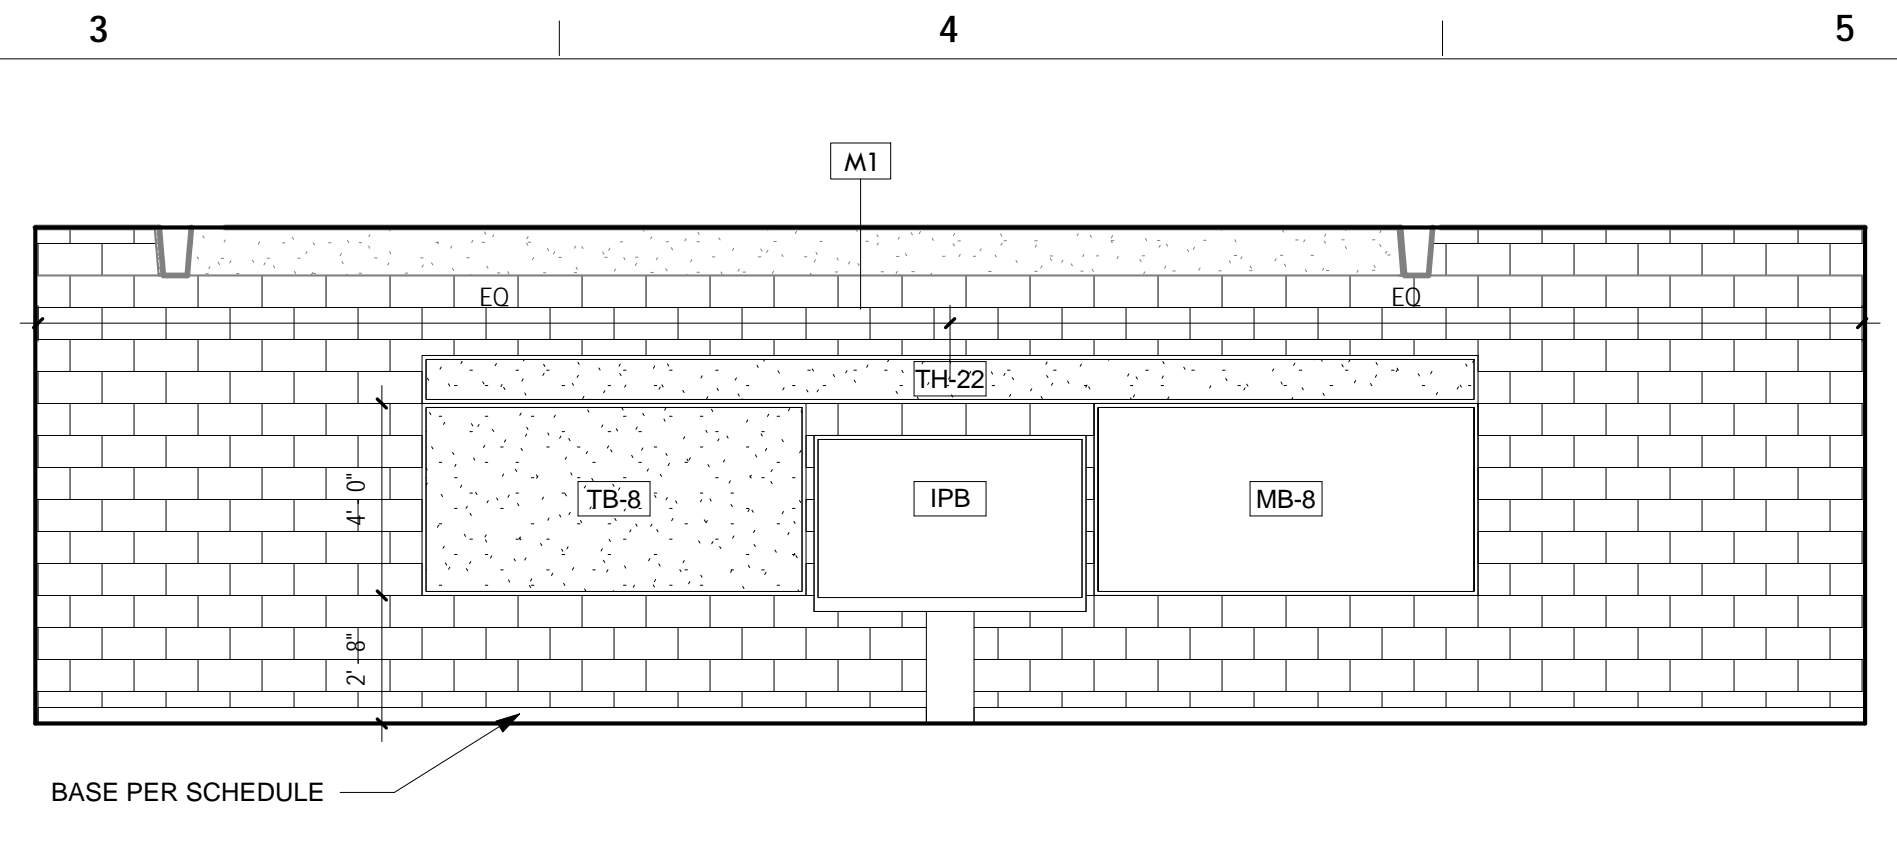 3
4
5
M1
EQ
EQ
TH-22
4' - 0"
TB-8
IPB
MB-8
2' - 8"
BASE PER SCHEDULE